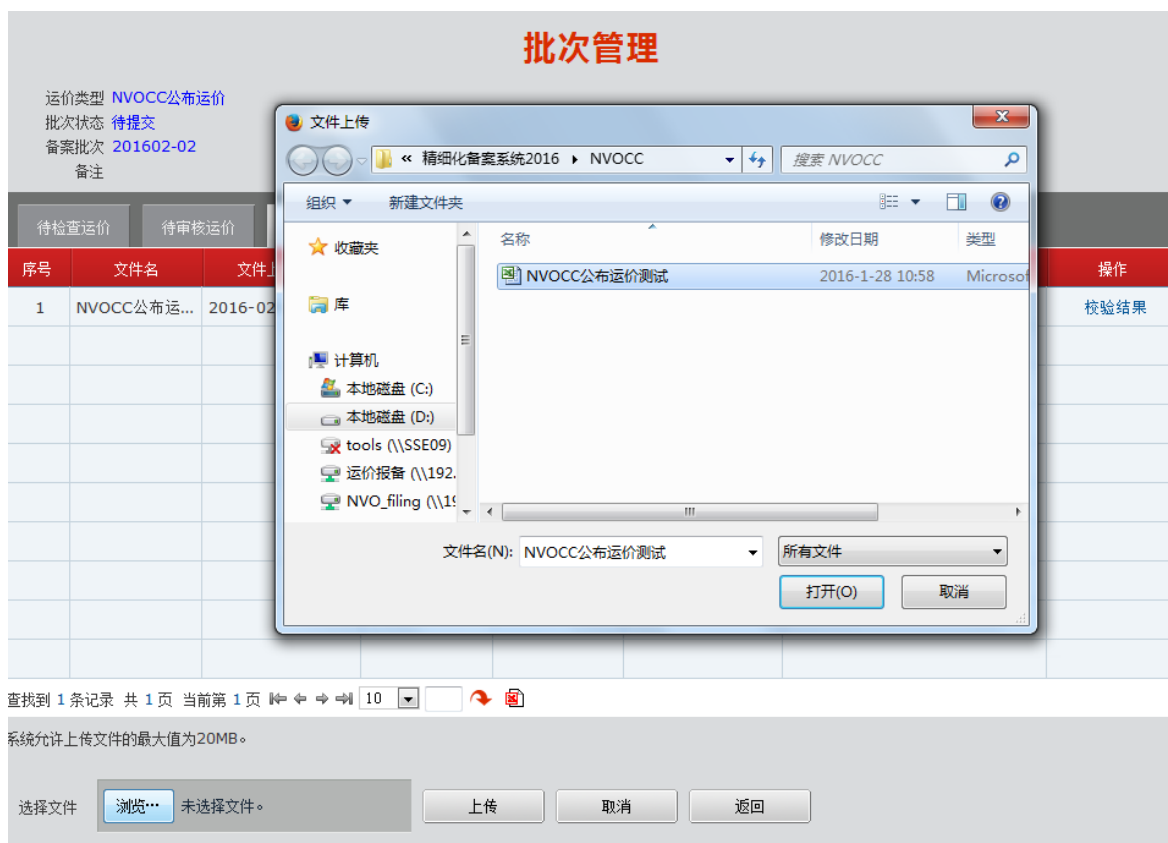 批次管理
运价类型 NVOCC公布运价
批次状态 待提交
备案批次 201602-02
备注
文件上传
« 精细化备案系统2016 ▸ NVOCC
搜索 NVOCC
组织 新建文件夹
待检查运价 待审核运价
收藏夹
库
计算机
本地磁盘 (C:)
本地磁盘 (D:)
tools (\\SSE09)
运价报备 (\\192.
NVO_filing (\\19
名称 修改日期 类型
NVOCC公布运价测试 2016-1-28 10:58 Microsof
序号 文件名 文件上 操作
1 NVOCC公布运... 2016-02 校验结果
文件名(N): NVOCC公布运价测试 所有文件
打开(O) 取消
查找到 1 条记录 共 1 页 当前第 1 页 10
系统允许上传文件的最大值为20MB。
选择文件 浏览… 未选择文件。 上传 取消 返回